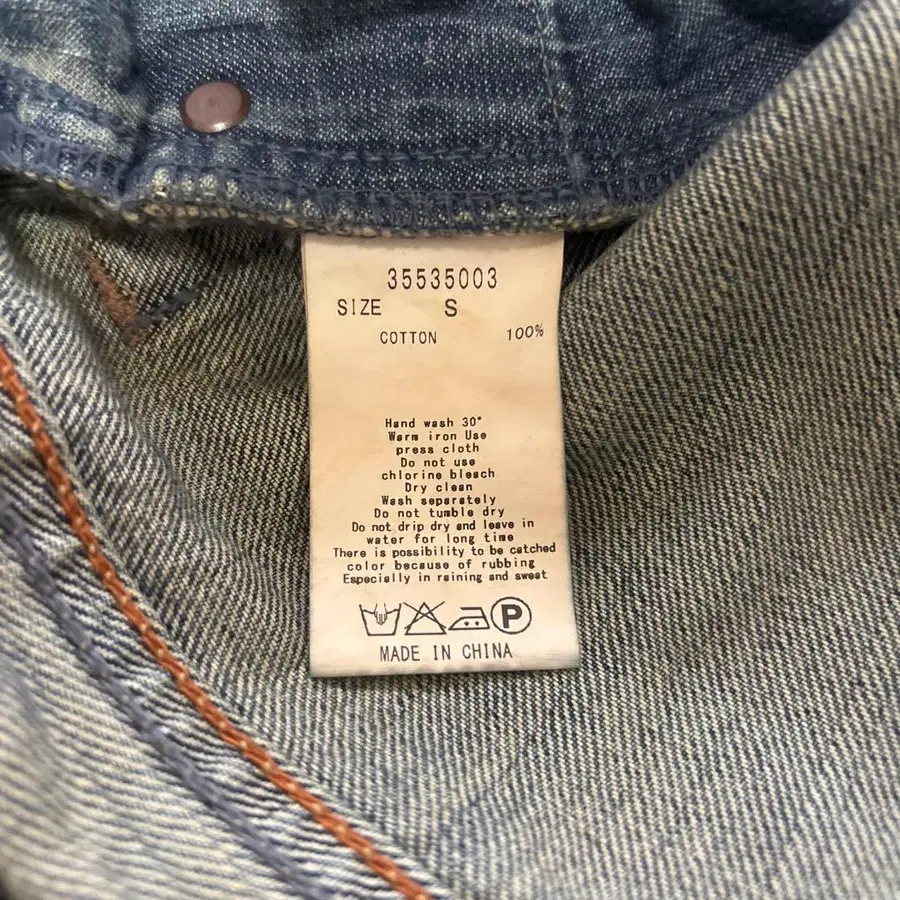 35535003
SIZE S
COTTON 100%
Hand wash 30°
Warm iron Use
press cloth
Do not use
chlorine bleach
Dry clean
Wash separately
Do not tumble dry
Do not drip dry and leave in
water for long time
There is possibility to be catched
color because of rubbing
Especially in raining and sweat
P
MADE IN CHINA